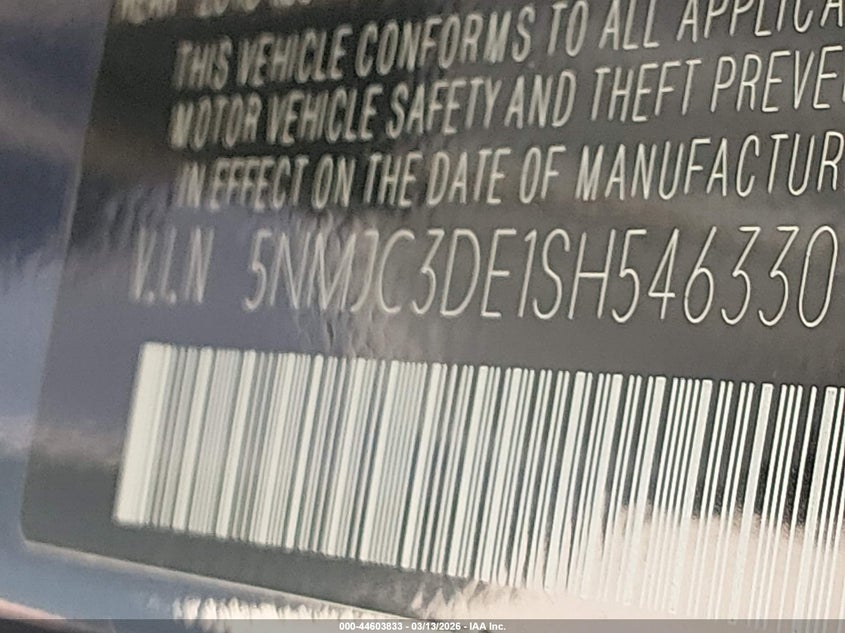 THIS VEHICLE CONFORMS TO ALL APPLICA
MOTOR VEHICLE SAFETY AND THEFT PREVE
IN EFFECT ON THE DATE OF MANUFACTUR
V.I.N 5NMJC3DE1SH546330
000-44603833 - 03/13/2026 - IAA Inc.